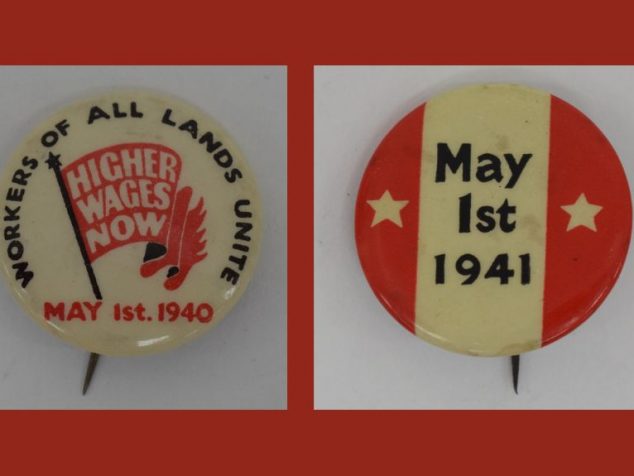 WORKERS OF ALL LANDS UNITE
HIGHER
WAGES
NOW
MAY 1st. 1940
May
1st
1941